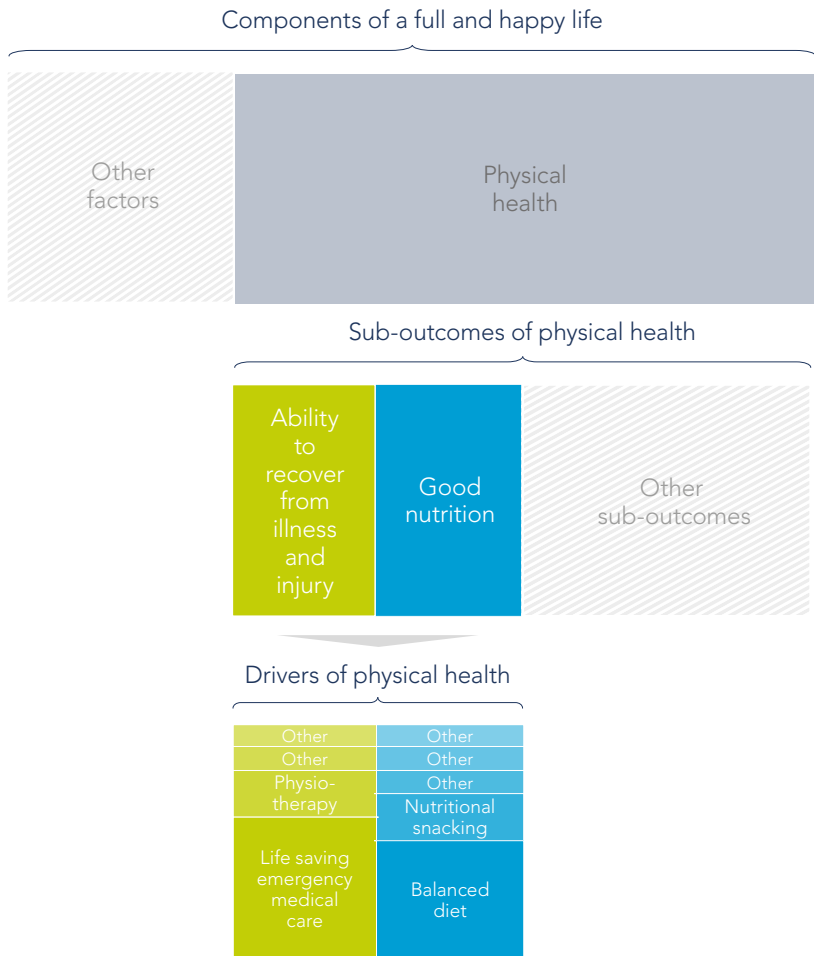 Components of a full and happy life
Other
factors
Physical
health
Sub-outcomes of physical health
Ability
to
recover
from
illness
and
injury
Good
nutrition
Other
sub-outcomes
Drivers of physical health
Other
Other
Physio-
therapy
Life saving
emergency
medical
care
Other
Other
Other
Nutritional
snacking
Balanced
diet